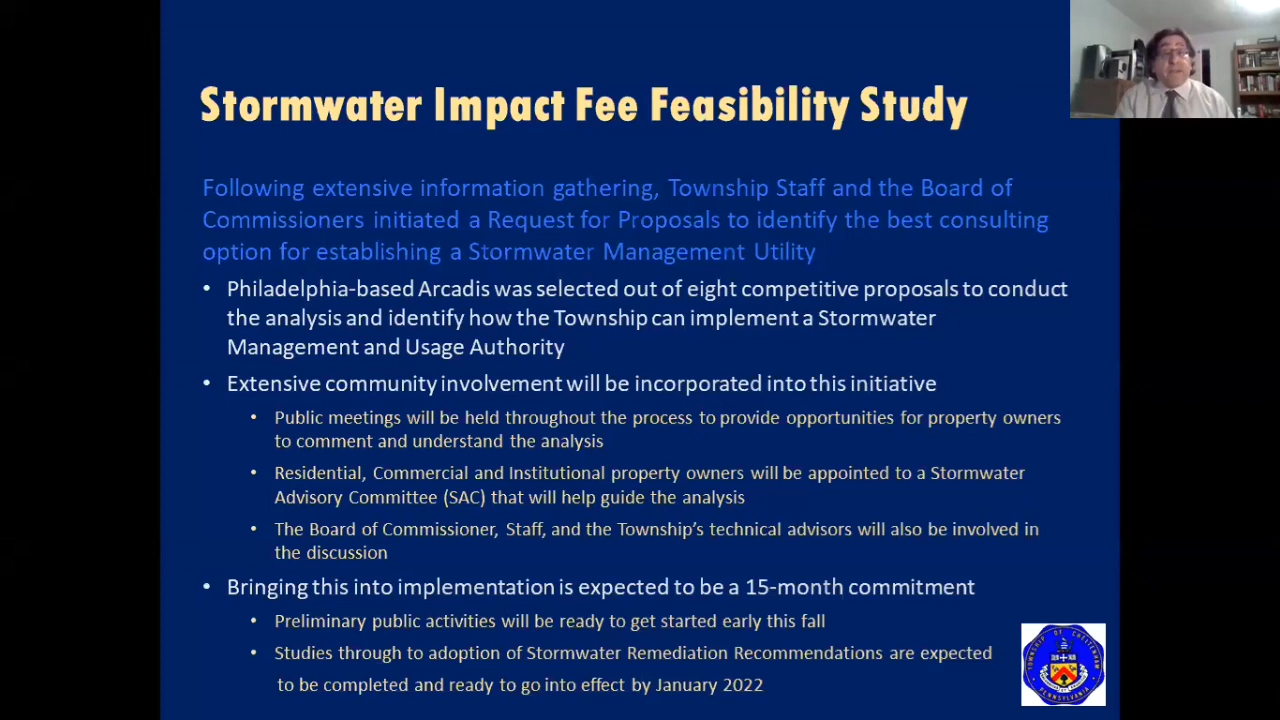 Stormwater Impact Fee Feasibility Study
Following extensive information gathering, Township Staff and the Board of
Commissioners initiated a Request for Proposals to identify the best consulting
option for establishing a Stormwater Management Utility
• Philadelphia-based Arcadis was selected out of eight competitive proposals to conduct
the analysis and identify how the Township can implement a Stormwater
Management and Usage Authority
• Extensive community involvement will be incorporated into this initiative
• Public meetings will be held throughout the process to provide opportunities for property owners
to comment and understand the analysis
• Residential, Commercial and Institutional property owners will be appointed to a Stormwater
Advisory Committee (SAC) that will help guide the analysis
• The Board of Commissioner, Staff, and the Township's technical advisors will also be involved in
the discussion
• Bringing this into implementation is expected to be a 15-month commitment
• Preliminary public activities will be ready to get started early this fall
• Studies through to adoption of Stormwater Remediation Recommendations are expected
to be completed and ready to go into effect by January 2022
TOWNSHIP OF CHELTENHAM
PENNSYLVANIA